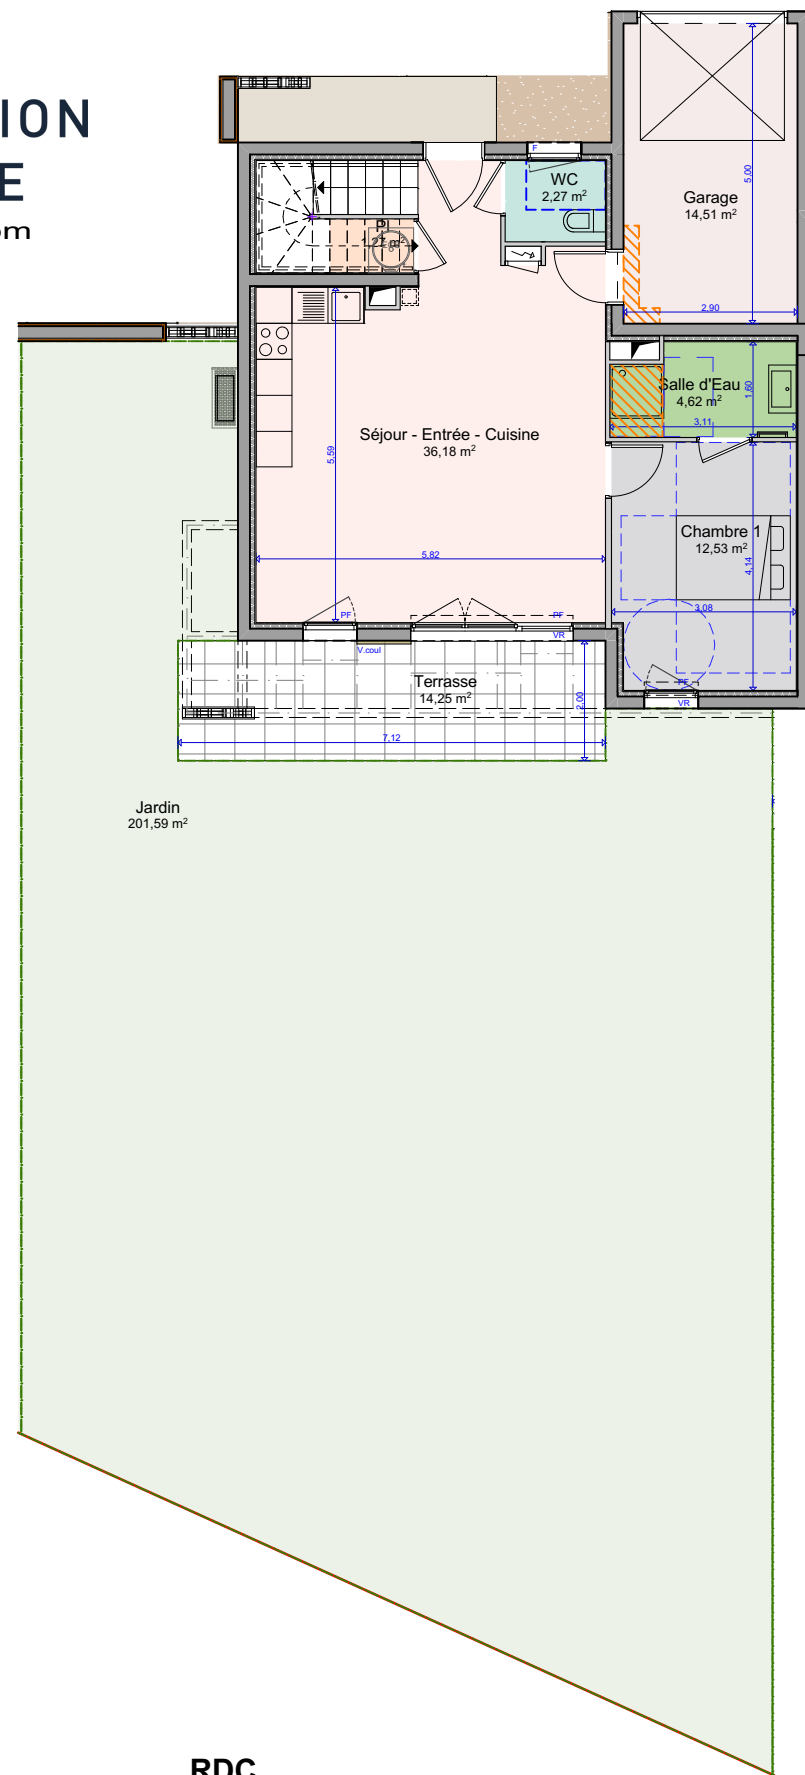 ION
E
om
WC
2,27 m²
F
Garage
14,51 m²
5,00
2,90
1,27 m²
Salle d'Eau
4,62 m²
1,60
3,11
Séjour - Entrée - Cuisine
36,18 m²
5,59
5,82
Chambre 1
12,53 m²
4,14
3,08
PF
PF
VR
V.coul
PF
VR
Terrasse
14,25 m²
2,00
7,12
Jardin
201,59 m²
RDC